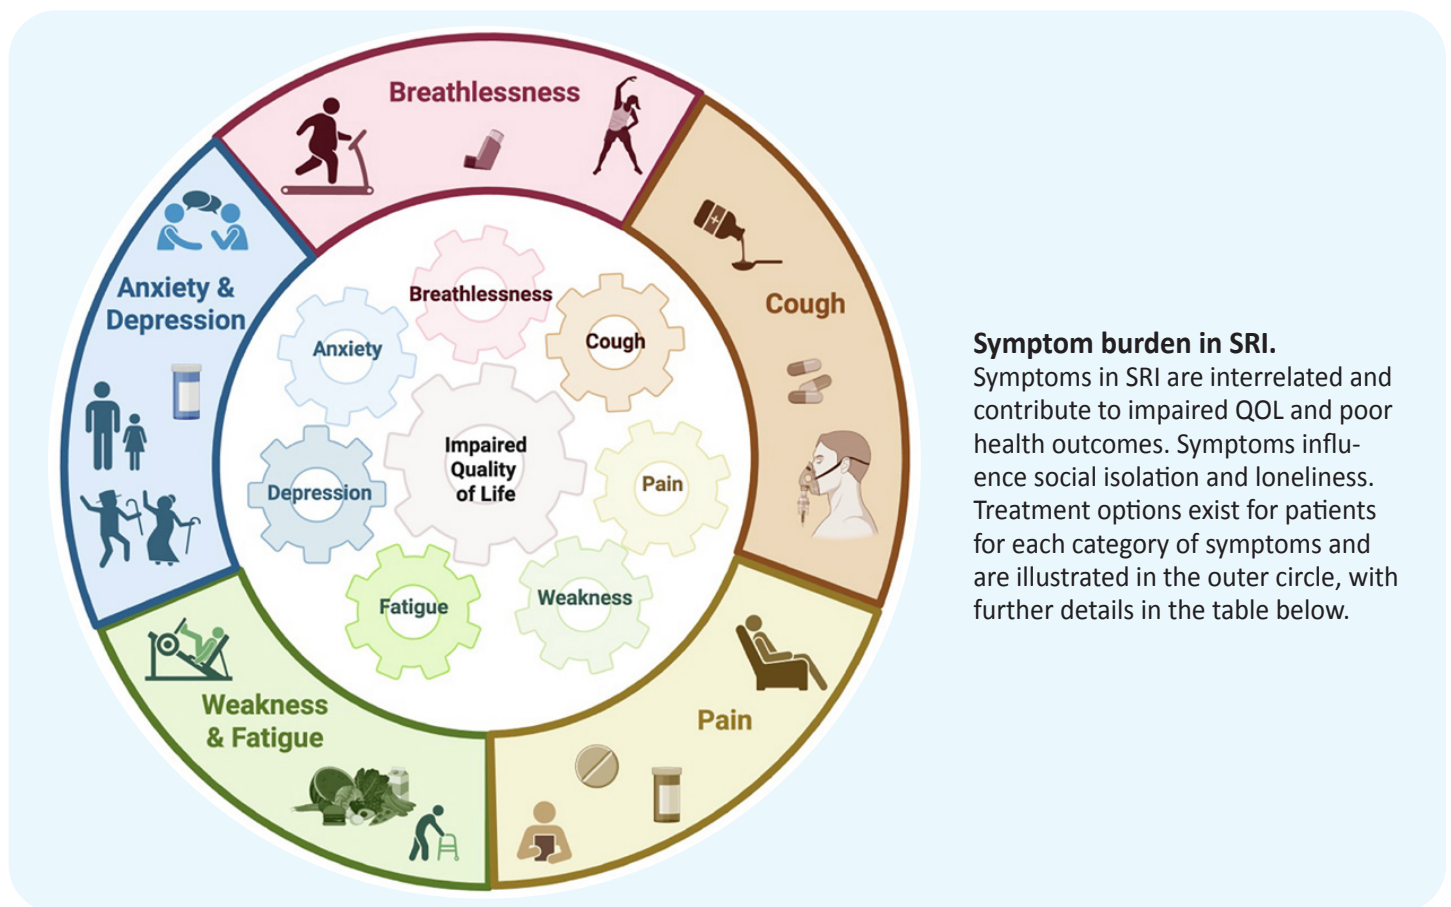 Breathlessness
Cough
Anxiety &
Depression
Breathlessness
Anxiety
Cough
Impaired
Quality
of Life
Depression
Pain
Fatigue
Weakness
Weakness
& Fatigue
Pain
Symptom burden in SRI.
Symptoms in SRI are interrelated and
contribute to impaired QOL and poor
health outcomes. Symptoms influ-
ence social isolation and loneliness.
Treatment options exist for patients
for each category of symptoms and
are illustrated in the outer circle, with
further details in the table below.